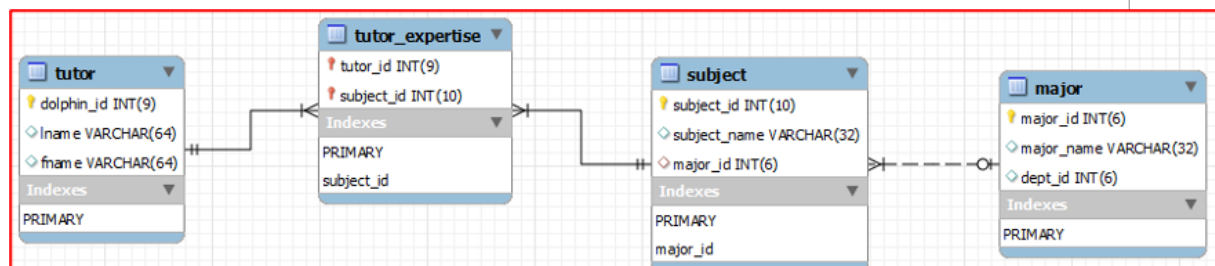 tutor
dolphin_id INT(9)
lname VARCHAR(64)
fname VARCHAR(64)
Indexes
PRIMARY
tutor_expertise
tutor_id INT(9)
subject_id INT(10)
Indexes
PRIMARY
subject_id
subject
subject_id INT(10)
subject_name VARCHAR(32)
major_id INT(6)
Indexes
PRIMARY
major_id
major
major_id INT(6)
major_name VARCHAR(32)
dept_id INT(6)
Indexes
PRIMARY